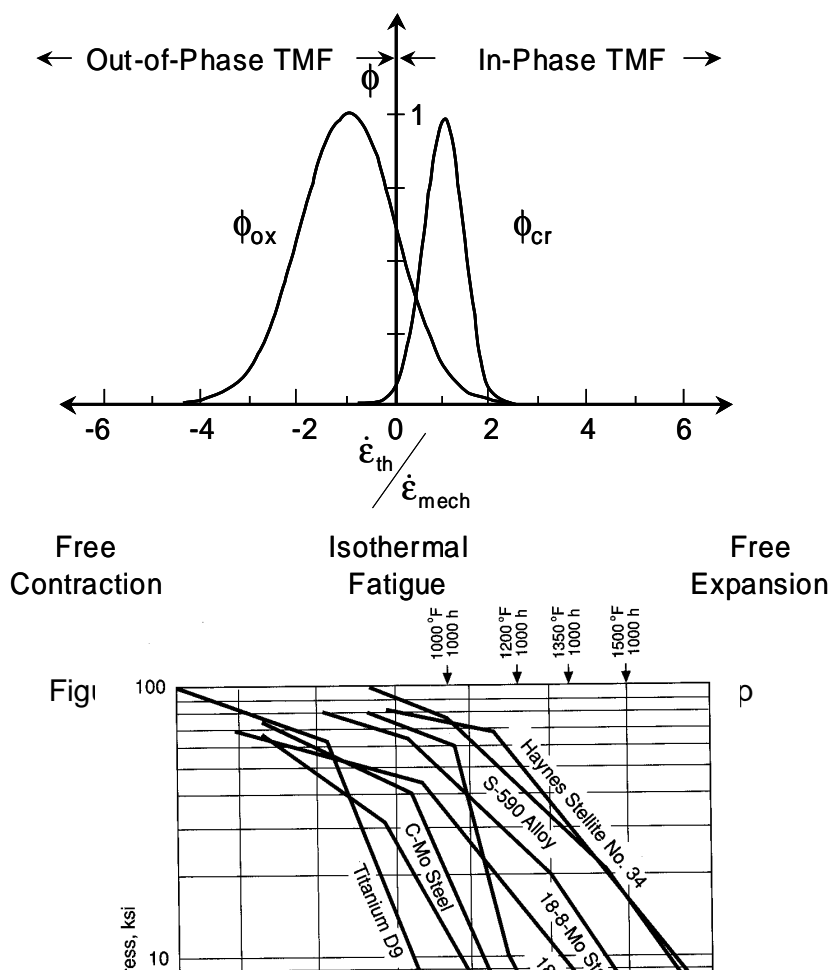 Out-of-Phase TMF
In-Phase TMF
ϕ
1
ϕox
ϕcr
-6 -4 -2 0 2 4 6
ε̇th
ε̇mech
Free
Contraction
Isothermal
Fatigue
Free
Expansion
1000 °F
1000 h
1200 °F
1000 h
1350 °F
1000 h
1500 °F
1000 h
100
Haynes Stellite No. 34
S-590 Alloy
C-Mo Steel
Titanium D9
18-8-Mo
ksi
10